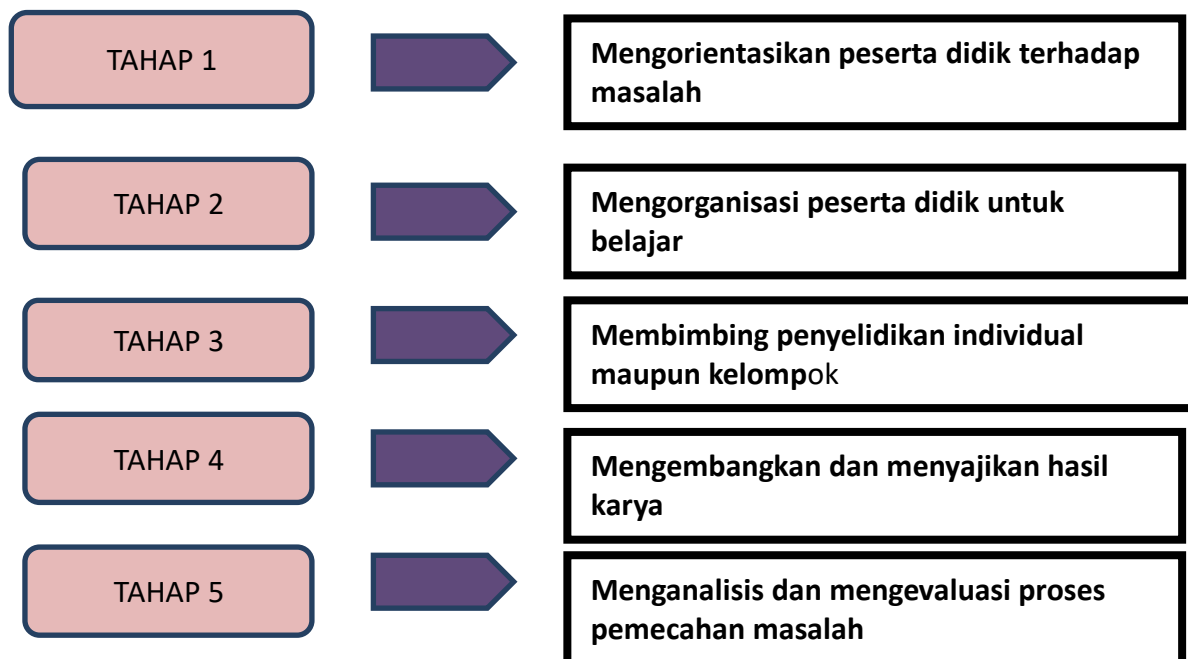 TAHAP 1
Mengorientasikan peserta didik terhadap
masalah
TAHAP 2
Mengorganisasi peserta didik untuk
belajar
TAHAP 3
Membimbing penyelidikan individual
maupun kelompok
TAHAP 4
Mengembangkan dan menyajikan hasil
karya
TAHAP 5
Menganalisis dan mengevaluasi proses
pemecahan masalah